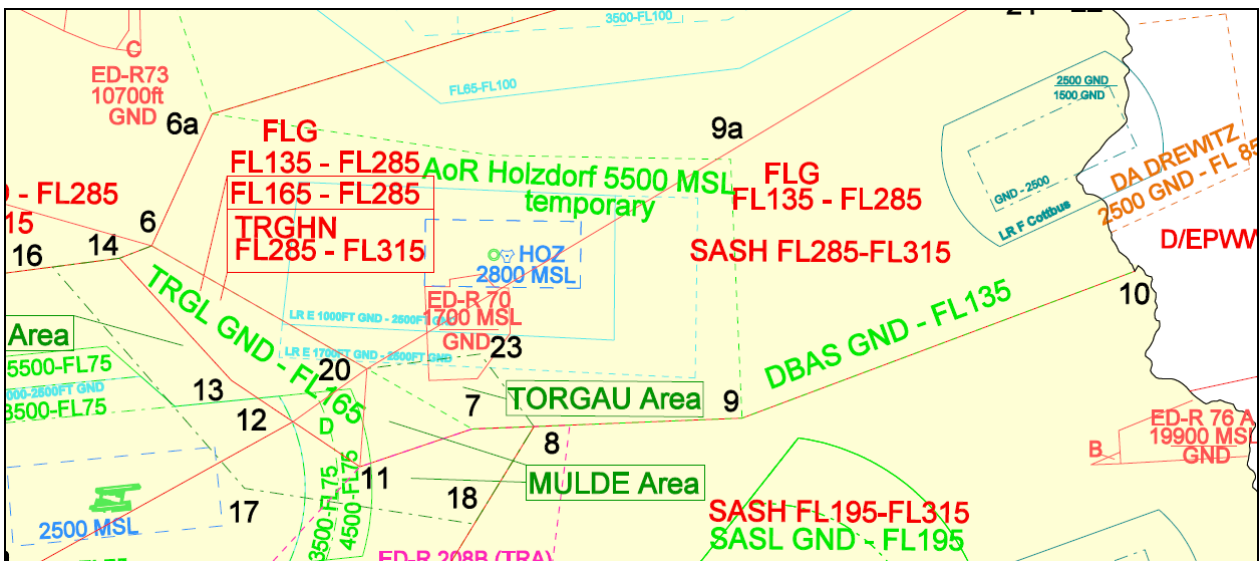 3500-FL100
C
ED-R73
10700ft
GND
FL65-FL100
2500 GND
1500 GND
6a
FLG
FL135 - FL285
FL165 - FL285
TRGHN
FL285 - FL315
9a
AoR Holzdorf 5500 MSL
temporary
FLG
FL135 - FL285
SASH FL285-FL315
GND - 2500
LR F Cottbus
DA DREWITZ
2500 GND - FL 85
D/EPWW
- FL285
15
16
14
6
HOZ
2800 MSL
TRGL GND - FL165
ED-R 70
1700 MSL
GND
LR E 1000FT GND - 2500FT
LR E 1700FT GND - 2500FT GND
23
10
DBAS GND - FL135
Area
5500-FL75
000-2500FT GND
3500-FL75
20
13
12
D
7
TORGAU Area
9
8
11
MULDE Area
ED-R 76 A
19900 MSL
GND
B
17
18
2500 MSL
3500-FL75
4500-FL75
SASH FL195-FL315
SASL GND - FL195
ED-R 208B (TRA)